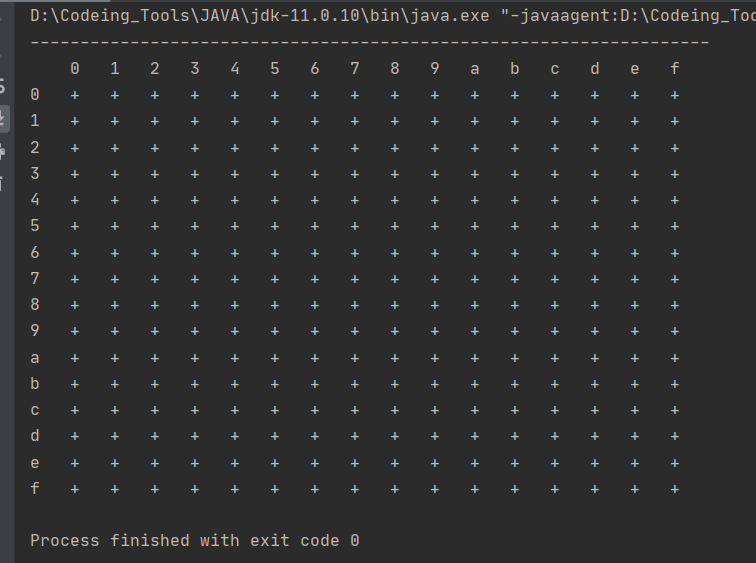 D:\Codeing_Tools\JAVA\jdk-11.0.10\bin\java.exe "-javaagent:D:\Codeing_Too
--------------------------------------------------------------------
    0   1   2   3   4   5   6   7   8   9   a   b   c   d   e   f
0   +   +   +   +   +   +   +   +   +   +   +   +   +   +   +   +
1   +   +   +   +   +   +   +   +   +   +   +   +   +   +   +   +
2   +   +   +   +   +   +   +   +   +   +   +   +   +   +   +   +
3   +   +   +   +   +   +   +   +   +   +   +   +   +   +   +   +
4   +   +   +   +   +   +   +   +   +   +   +   +   +   +   +   +
5   +   +   +   +   +   +   +   +   +   +   +   +   +   +   +   +
6   +   +   +   +   +   +   +   +   +   +   +   +   +   +   +   +
7   +   +   +   +   +   +   +   +   +   +   +   +   +   +   +   +
8   +   +   +   +   +   +   +   +   +   +   +   +   +   +   +   +
9   +   +   +   +   +   +   +   +   +   +   +   +   +   +   +   +
a   +   +   +   +   +   +   +   +   +   +   +   +   +   +   +   +
b   +   +   +   +   +   +   +   +   +   +   +   +   +   +   +   +
c   +   +   +   +   +   +   +   +   +   +   +   +   +   +   +   +
d   +   +   +   +   +   +   +   +   +   +   +   +   +   +   +   +
e   +   +   +   +   +   +   +   +   +   +   +   +   +   +   +   +
f   +   +   +   +   +   +   +   +   +   +   +   +   +   +   +   +
Process finished with exit code 0